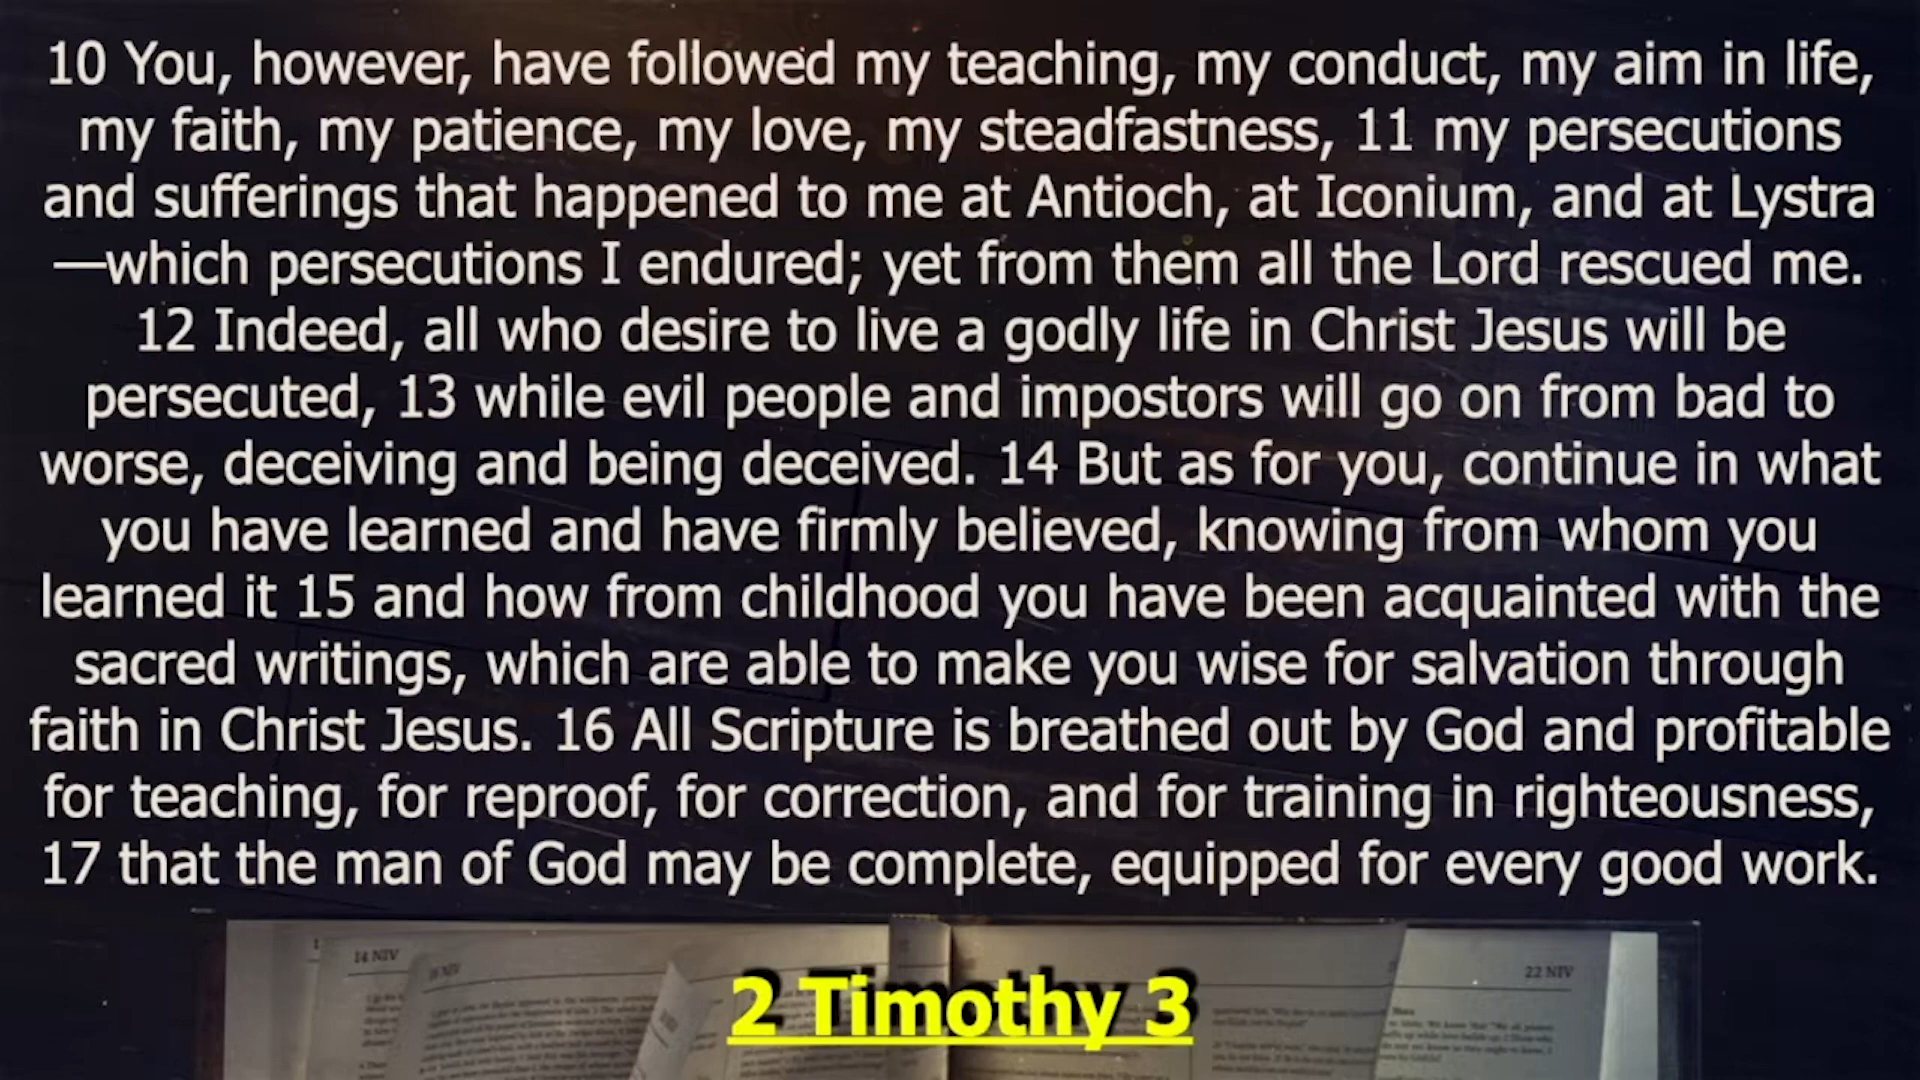 10 You, however, have followed my teaching, my conduct, my aim in life,
my faith, my patience, my love, my steadfastness, 11 my persecutions
and sufferings that happened to me at Antioch, at Iconium, and at Lystra
—which persecutions I endured; yet from them all the Lord rescued me.
12 Indeed, all who desire to live a godly life in Christ Jesus will be
persecuted, 13 while evil people and impostors will go on from bad to
worse, deceiving and being deceived. 14 But as for you, continue in what
you have learned and have firmly believed, knowing from whom you
learned it 15 and how from childhood you have been acquainted with the
sacred writings, which are able to make you wise for salvation through
faith in Christ Jesus. 16 All Scripture is breathed out by God and profitable
for teaching, for reproof, for correction, and for training in righteousness,
17 that the man of God may be complete, equipped for every good work.
14 NIV
22 NIV
2 Timothy 3